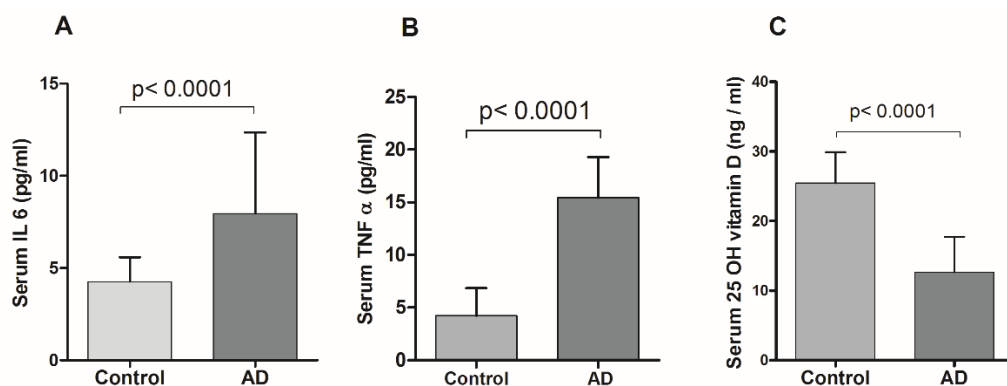 A
Serum IL 6 (pg/ml)
15
10
5
0
p< 0.0001
Control
AD
B
Serum TNF α (pg/ml)
25
20
15
10
5
0
p< 0.0001
Control
AD
C
Serum 25 OH vitamin D (ng / ml)
40
30
20
10
0
p< 0.0001
Control
AD